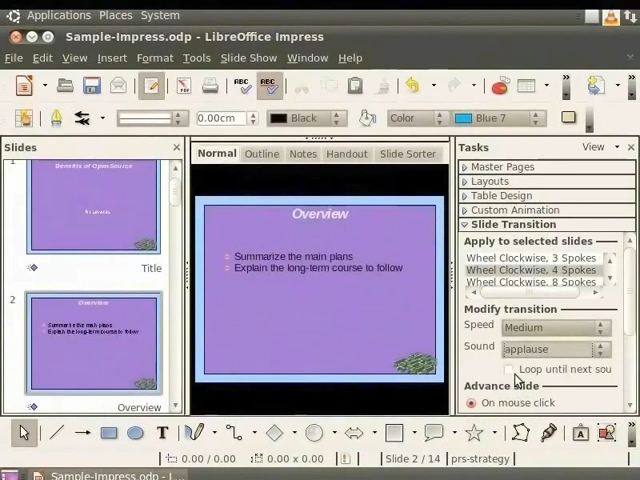 Applications Places System
Sample-Impress.odp - LibreOffice Impress
File Edit View Insert Format Tools Slide Show Window Help
ABC ABC
0.00cm Black Color Blue 7
Slides
Normal Outline Notes Handout Slide Sorter
Tasks View
Benefits of OpenSource
Title
2
Overview
Summarize the main plans
Explain the long-term course to follow
Overview
Overview
Summarize the main plans
Explain the long-term course to follow
Master Pages
Layouts
Table Design
Custom Animation
Slide Transition
Apply to selected slides
Wheel Clockwise, 3 Spokes
Wheel Clockwise, 4 Spokes
Wheel Clockwise, 8 Spokes
Modify transition
Speed Medium
Sound applause
Loop until next sou
Advance slide
On mouse click
T A
0.00 / 0.00 0.00 x 0.00 Slide 2 / 14 prs-strategy
Sample-Impress.odp - L...